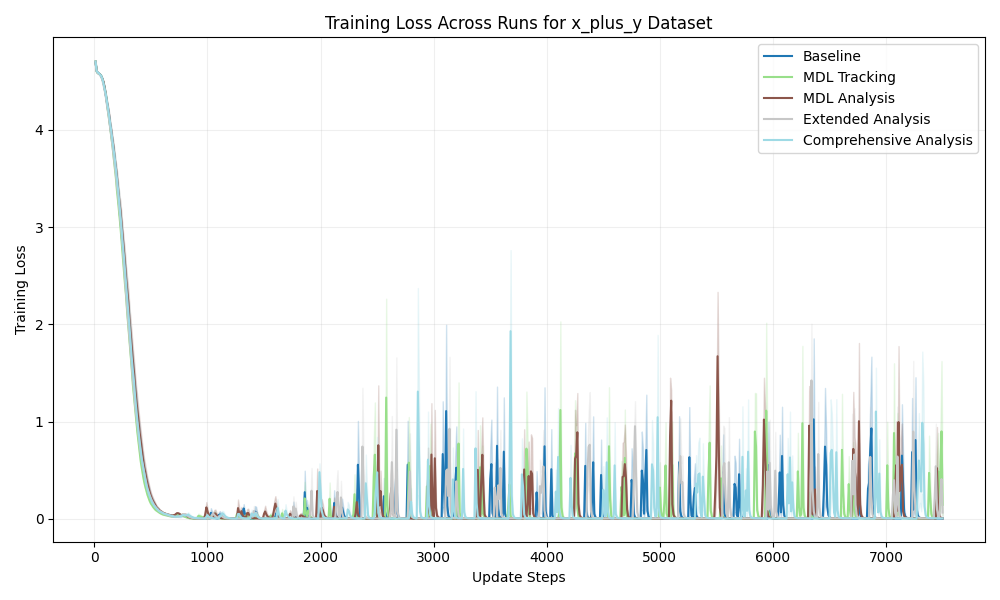 Training Loss Across Runs for x_plus_y Dataset
Baseline
MDL Tracking
MDL Analysis
Extended Analysis
Comprehensive Analysis
Training Loss
4
3
2
1
0
0 1000 2000 3000 4000 5000 6000 7000
Update Steps